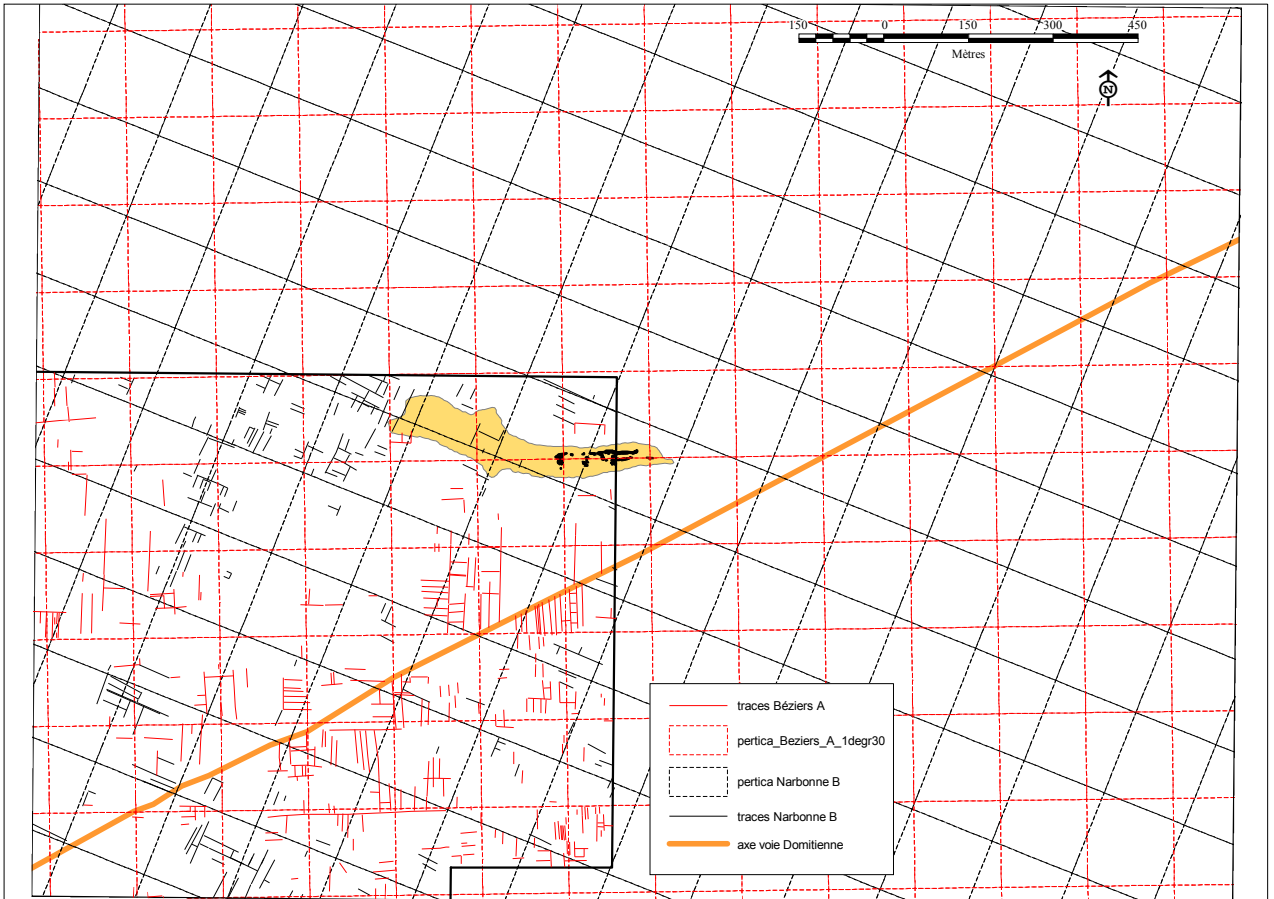 150 0 150 300 450
Mètres
N
traces Béziers A
pertica_Beziers_A_1degr30
pertica Narbonne B
traces Narbonne B
axe voie Domitienne